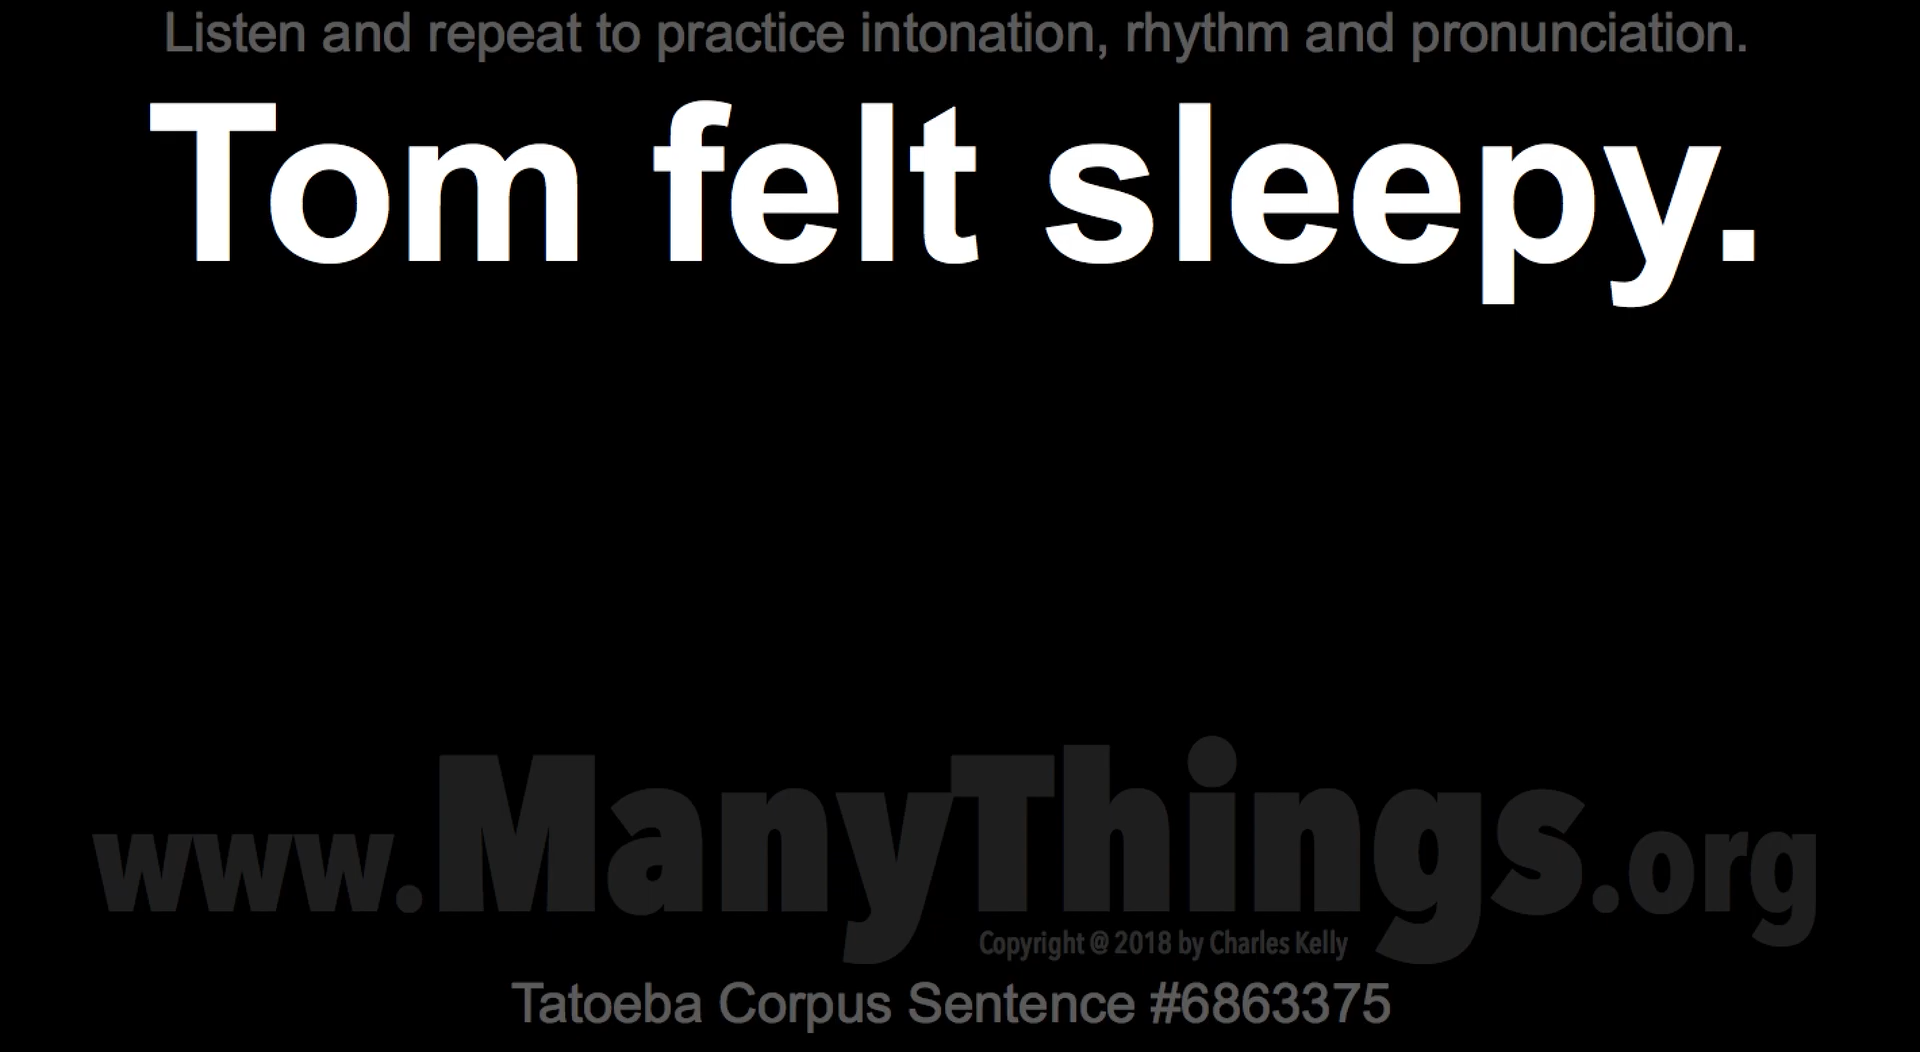 Listen and repeat to practice intonation, rhythm and pronunciation.
Tom felt sleepy.
www.ManyThings.org
Copyright @ 2018 by Charles Kelly
Tatoeba Corpus Sentence #6863375